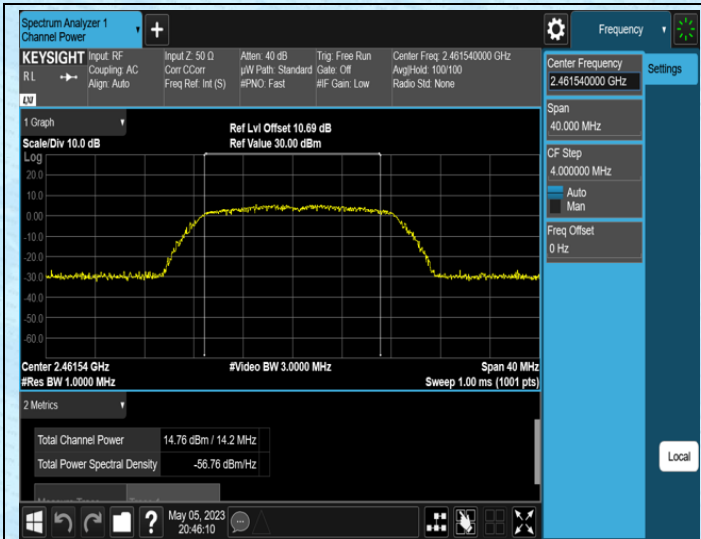 Spectrum Analyzer 1
Channel Power
+
Frequency
KEYSIGHT
R L
Input: RF
Coupling: AC
Align: Auto
Input Z: 50 Ω
Corr CCorr
Freq Ref: Int (S)
Atten: 40 dB
µW Path: Standard
#PNO: Fast
Trig: Free Run
Gate: Off
#IF Gain: Low
Center Freq: 2.461540000 GHz
Avg|Hold: 100/100
Radio Std: None
LXI
Center Frequency
2.461540000 GHz
Settings
Span
40.000 MHz
CF Step
4.000000 MHz
Auto
Man
Freq Offset
0 Hz
1 Graph
Scale/Div 10.0 dB
Ref Lvl Offset 10.69 dB
Ref Value 30.00 dBm
Log
20.0
10.0
0.00
-10.0
-20.0
-30.0
-40.0
-50.0
-60.0
Center 2.46154 GHz
#Res BW 1.0000 MHz
#Video BW 3.0000 MHz
Span 40 MHz
Sweep 1.00 ms (1001 pts)
2 Metrics
Total Channel Power 14.76 dBm / 14.2 MHz
Total Power Spectral Density -56.76 dBm/Hz
Local
?
May 05, 2023
20:46:10